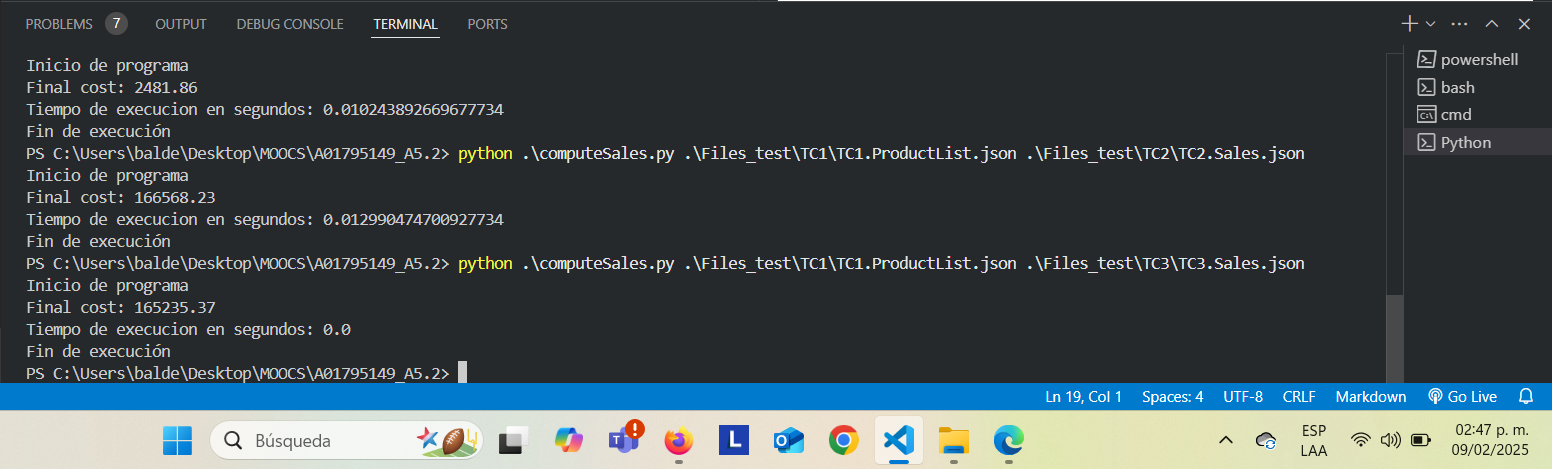 PROBLEMS 7 OUTPUT DEBUG CONSOLE TERMINAL PORTS
Inicio de programa
Final cost: 2481.86
Tiempo de execucion en segundos: 0.010243892669677734
Fin de ejecución
PS C:\Users\balde\Desktop\MOOCS\A01795149_A5.2> python .\computeSales.py .\Files_test\TC1\TC1.ProductList.json .\Files_test\TC2\TC2.Sales.json
Inicio de programa
Final cost: 166568.23
Tiempo de execucion en segundos: 0.012990474700927734
Fin de execución
PS C:\Users\balde\Desktop\MOOCS\A01795149_A5.2> python .\computeSales.py .\Files_test\TC1\TC1.ProductList.json .\Files_test\TC3\TC3.Sales.json
Inicio de programa
Final cost: 165235.37
Tiempo de execucion en segundos: 0.0
Fin de execución
PS C:\Users\balde\Desktop\MOOCS\A01795149_A5.2>
powershell
bash
cmd
Python
Ln 19, Col 1 Spaces: 4 UTF-8 CRLF Markdown Go Live
Búsqueda
ESP
LAA
02:47 p. m.
09/02/2025